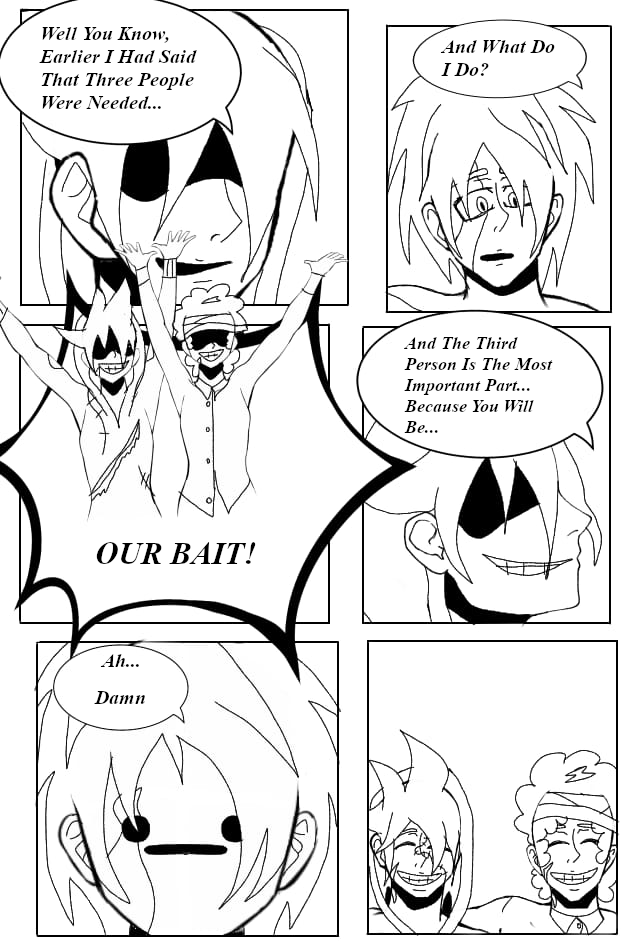 And What Do
I Do?
Well You Know,
Earlier I Had Said
That Three People
Were Needed...
And The Third
Person Is The Most
Important Part...
Because You Will
Be...
OUR BAIT!
Ah...
Damn